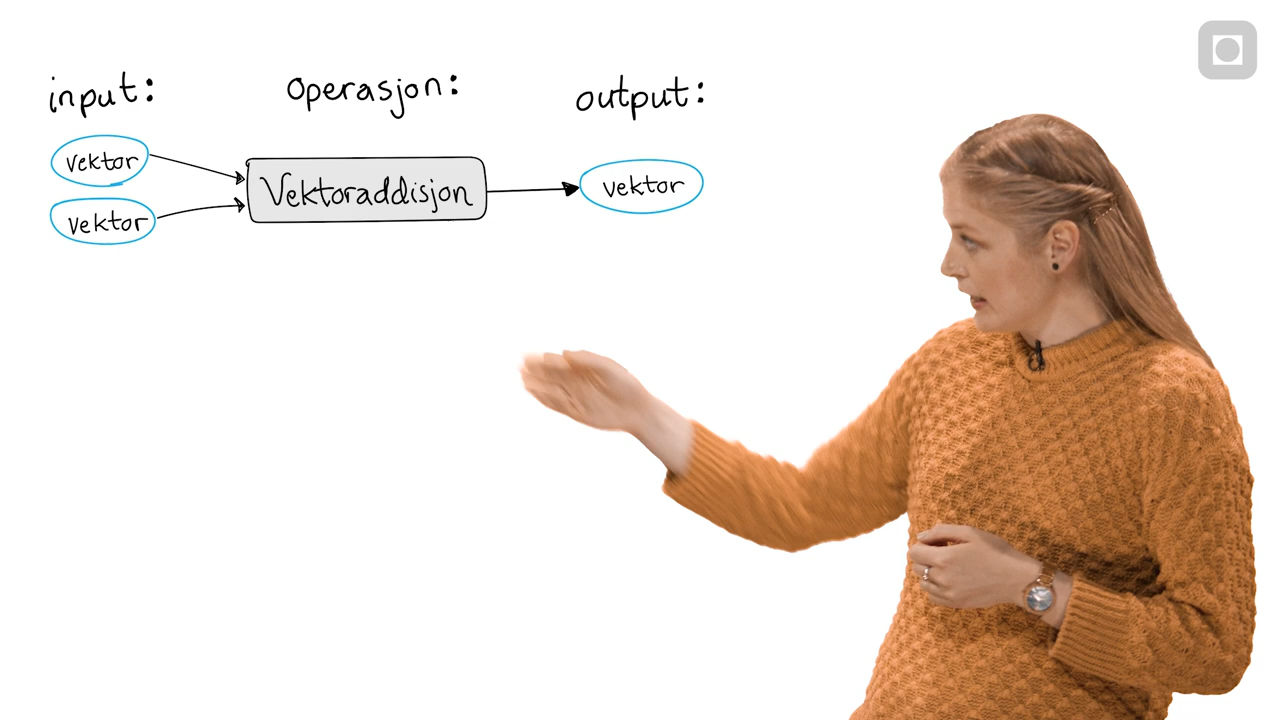 input:
Operasjon:
output:
vektor
vektor
Vektoraddisjon
vektor